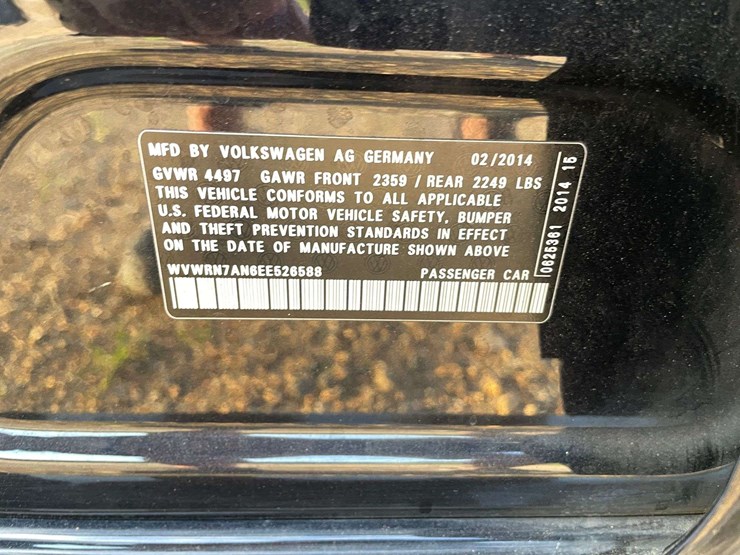 MFD BY VOLKSWAGEN AG GERMANY 02/2014
GVWR 4497 GAWR FRONT 2359 / REAR 2249 LBS
THIS VEHICLE CONFORMS TO ALL APPLICABLE
U.S. FEDERAL MOTOR VEHICLE SAFETY, BUMPER
AND THEFT PREVENTION STANDARDS IN EFFECT
ON THE DATE OF MANUFACTURE SHOWN ABOVE
WVWRN7AN6EE526588 PASSENGER CAR
0625361 2014 15